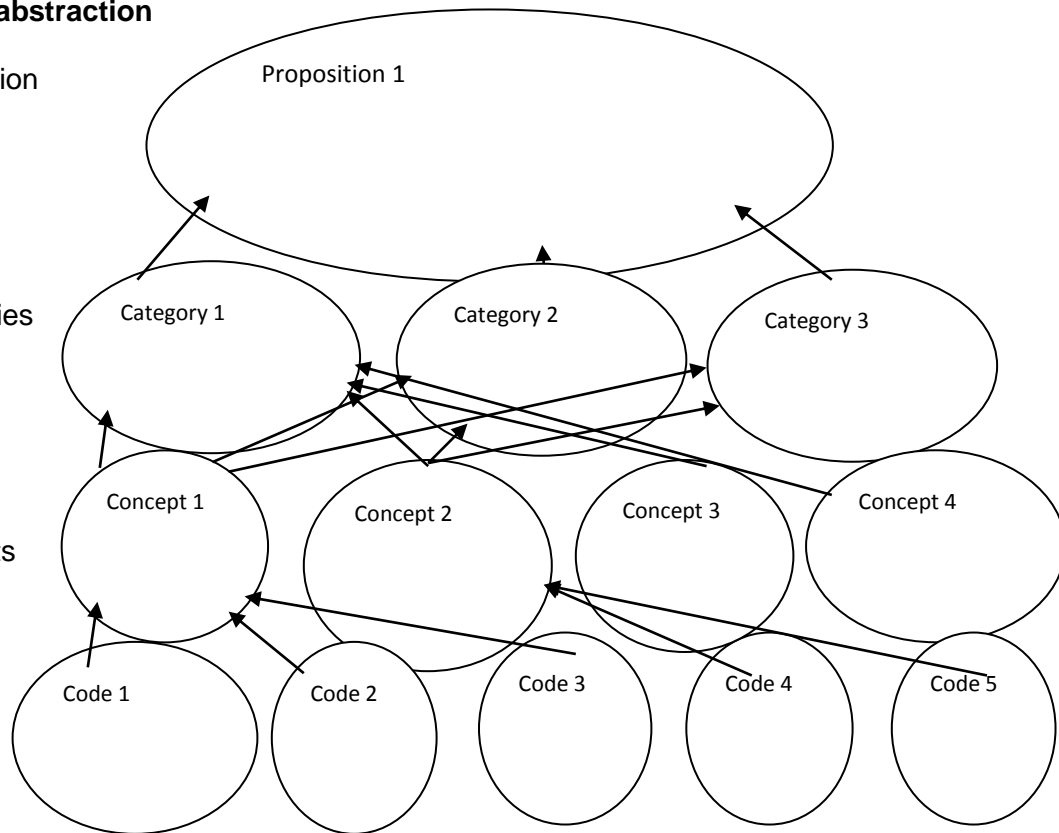 abstraction
Proposition 1
ion
Category 1
Category 2
Category 3
ies
Concept 1
Concept 2
Concept 3
Concept 4
ts
Code 1
Code 2
Code 3
Code 4
Code 5